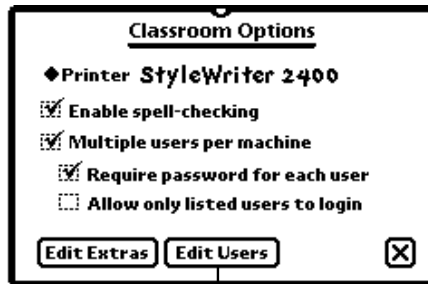 Classroom Options
◆Printer StyleWriter 2400
Enable spell-checking
Multiple users per machine
Require password for each user
Allow only listed users to login
Edit Extras Edit Users